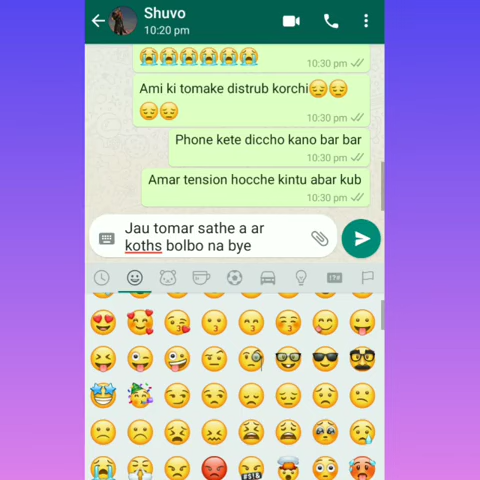 Shuvo
10:20 pm
😭😭😭😭😭😭
10:30 pm
Ami ki tomake distrub korchi😔😔
😔😔
10:30 pm
Phone kete diccho kano bar bar
10:30 pm
Amar tension hocche kintu abar kub
10:30 pm
Jau tomar sathe a ar
koths bolbo na bye